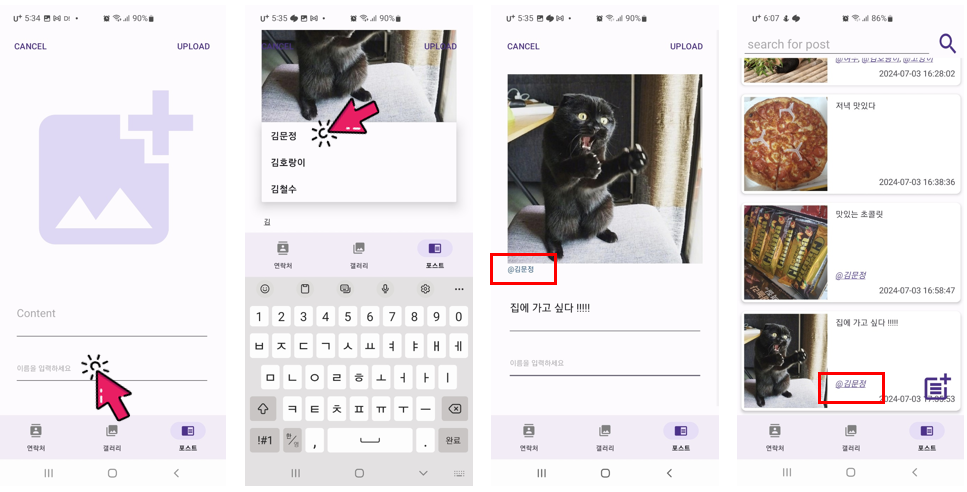 U+ 5:34 90%
CANCEL UPLOAD
Content
이름을 입력하세요
연락처 갤러리 포스트
U+ 5:35 90%
CANCEL UPLOAD
김문정
김호랑이
김철수
김
연락처 갤러리 포스트
1 2 3 4 5 6 7 8 9 0
ㅂ ㅈ ㄷ ㄱ ㅅ ㅛ ㅕ ㅑ ㅐ ㅔ
ㅁ ㄴ ㅇ ㄹ ㅎ ㅗ ㅓ ㅏ ㅣ
ㅋ ㅌ ㅊ ㅍ ㅠ ㅜ ㅡ
!#1 한/영 , . 완료
U+ 5:35 90%
CANCEL UPLOAD
@김문정
집에 가고 싶다 !!!!!
이름을 입력하세요
연락처 갤러리 포스트
U+ 6:07 86%
search for post
2024-07-03 16:28:02
저녁 맛있다
2024-07-03 16:38:36
맛있는 초콜릿
@김문정
2024-07-03 16:58:47
집에 가고 싶다 !!!!!
@김문정
2024-07-03
연락처 갤러리 포스트